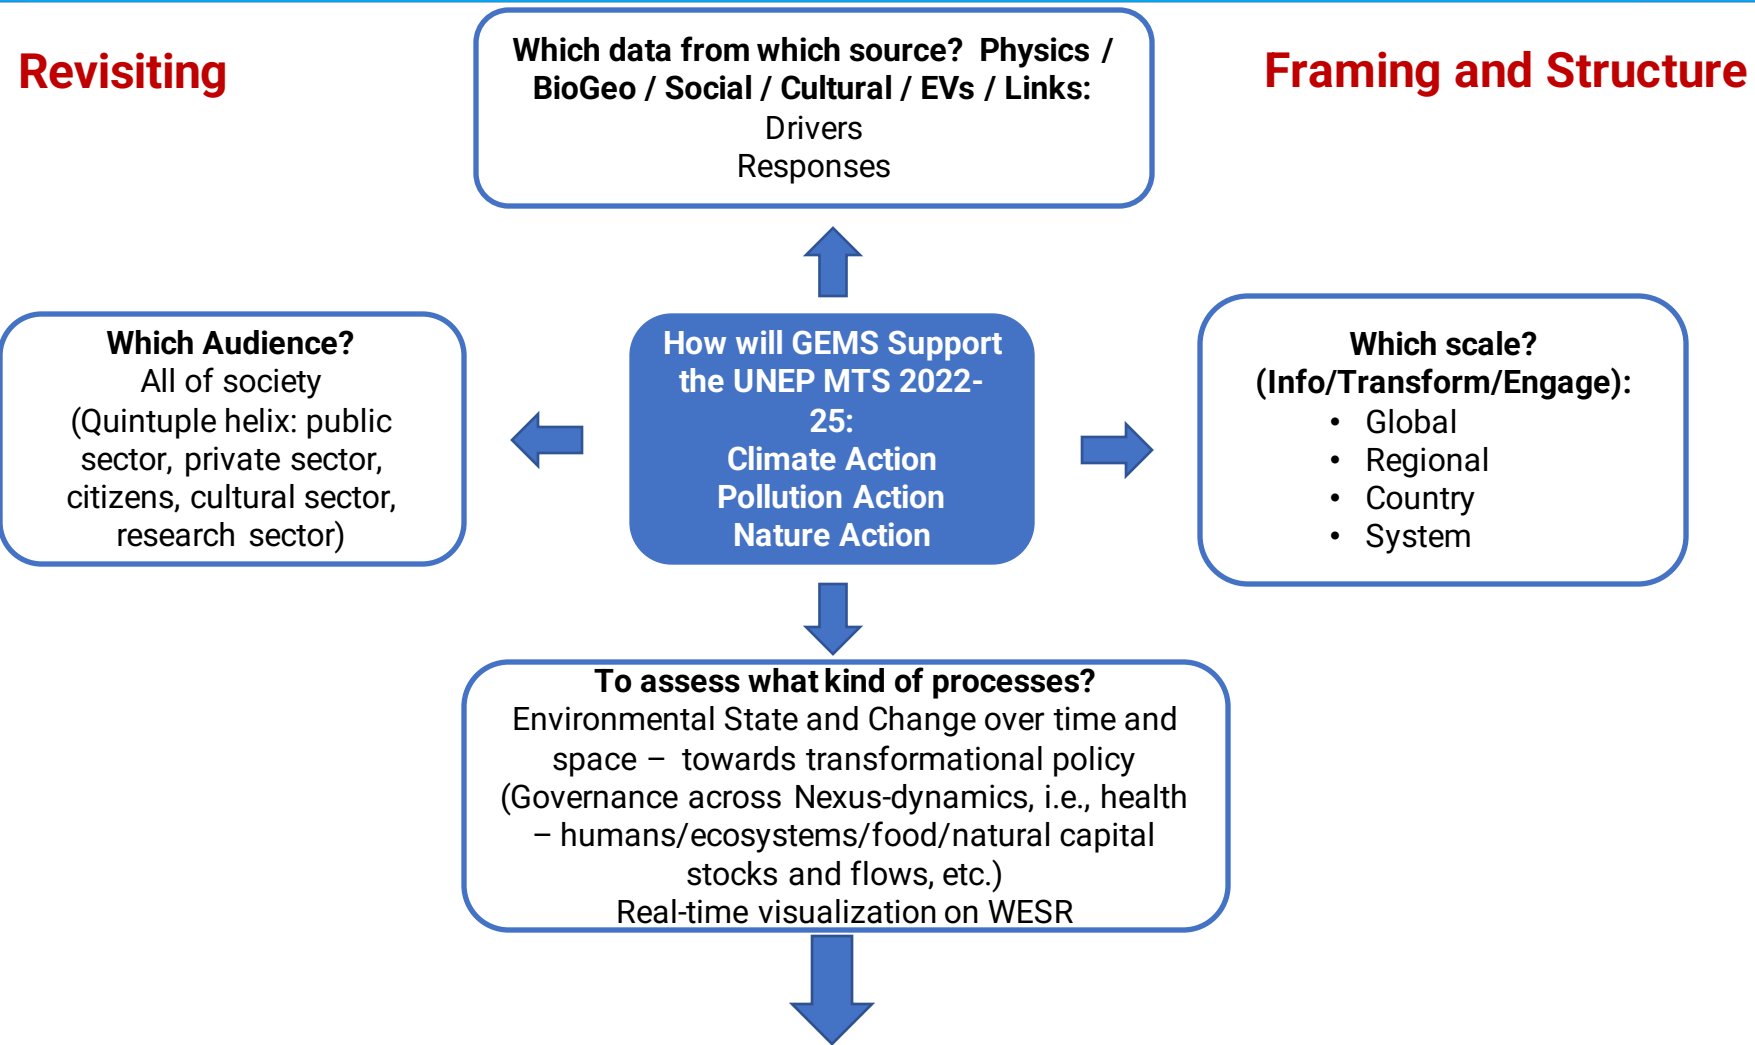 Revisiting
Framing and Structure
Which data from which source? Physics /
BioGeo / Social / Cultural / EVs / Links:
Drivers
Responses
Which Audience?
All of society
(Quintuple helix: public
sector, private sector,
citizens, cultural sector,
research sector)
How will GEMS Support
the UNEP MTS 2022-
25:
Climate Action
Pollution Action
Nature Action
Which scale?
(Info/Transform/Engage):
• Global
• Regional
• Country
• System
To assess what kind of processes?
Environmental State and Change over time and
space – towards transformational policy
(Governance across Nexus-dynamics, i.e., health
– humans/ecosystems/food/natural capital
stocks and flows, etc.)
Real-time visualization on WESR